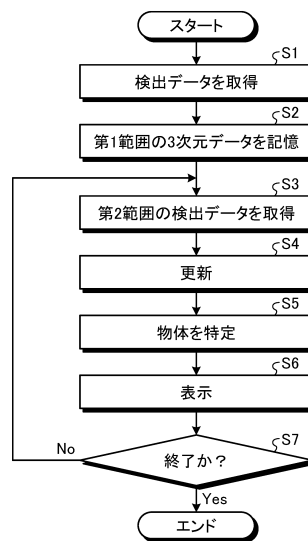 スタート
S1
検出データを取得
S2
第1範囲の3次元データを記憶
S3
第2範囲の検出データを取得
S4
更新
S5
物体を特定
S6
表示
S7
終了か?
No
Yes
エンド